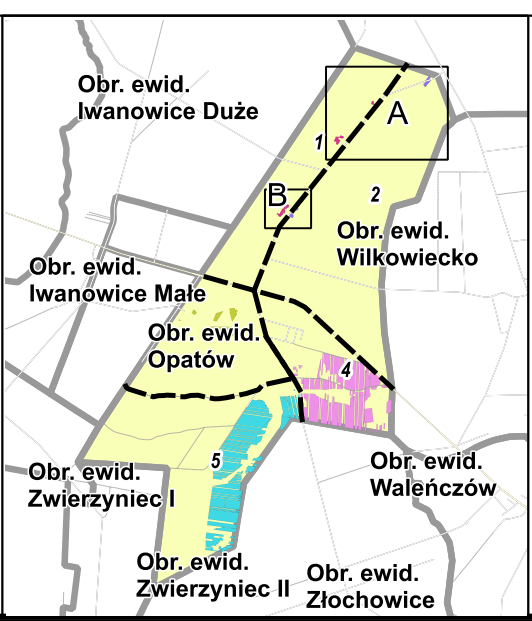 Obr. ewid.
Iwanowice Duże
A
1
B
2
Obr. ewid.
Wilkowiecko
Obr. ewid.
Iwanowice Małe
Obr. ewid.
Opatów
4
5
Obr. ewid.
Waleńczów
Obr. ewid.
Zwierzyniec I
Obr. ewid.
Zwierzyniec II
Obr. ewid.
Złochowice